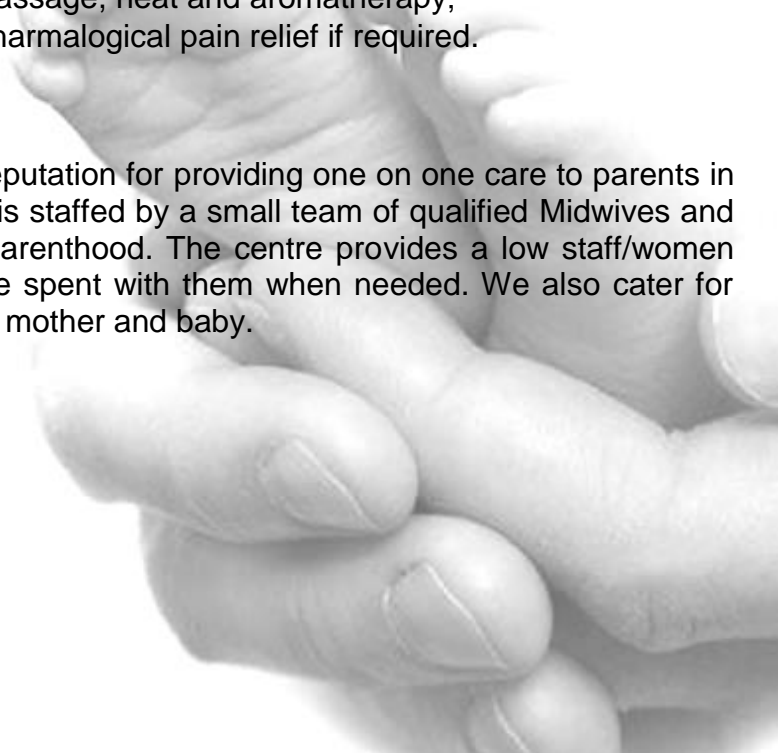 assage, heat and aromatherapy,
harmalogical pain relief if required.
eputation for providing one on one care to parents in
is staffed by a small team of qualified Midwives and
arenthood. The centre provides a low staff/women
e spent with them when needed. We also cater for
mother and baby.